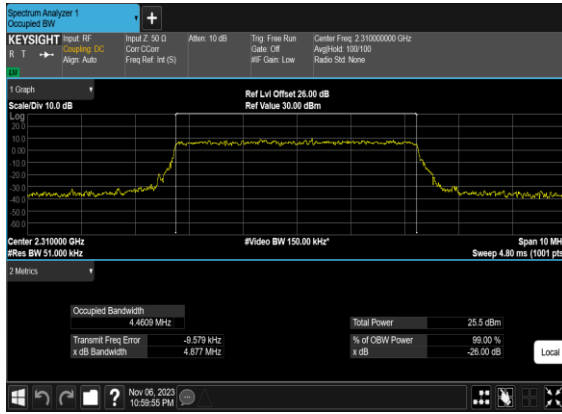 Spectrum Analyzer 1
Occupied BW
+
KEYSIGHT
R T
LXI
Input: RF
Coupling: DC
Align: Auto
Input Z: 50 Ω
Corr CCorr
Freq Ref: Int (S)
Atten: 10 dB
Trig: Free Run
Gate: Off
#IF Gain: Low
Center Freq: 2.310000000 GHz
Avg|Hold: 100/100
Radio Std: None
1 Graph
Scale/Div 10.0 dB
Ref Lvl Offset 26.00 dB
Ref Value 30.00 dBm
Log
20.0
10.0
0.00
-10.0
-20.0
-30.0
-40.0
-50.0
-60.0
Center 2.310000 GHz
#Res BW 51.000 kHz
#Video BW 150.00 kHz*
Span 10 MH
Sweep 4.80 ms (1001 pts
2 Metrics
Occupied Bandwidth
4.4609 MHz
Total Power 25.5 dBm
Transmit Freq Error -9.579 kHz
% of OBW Power 99.00 %
x dB Bandwidth 4.877 MHz
x dB -26.00 dB
Local
?
Nov 06, 2023
10:59:55 PM